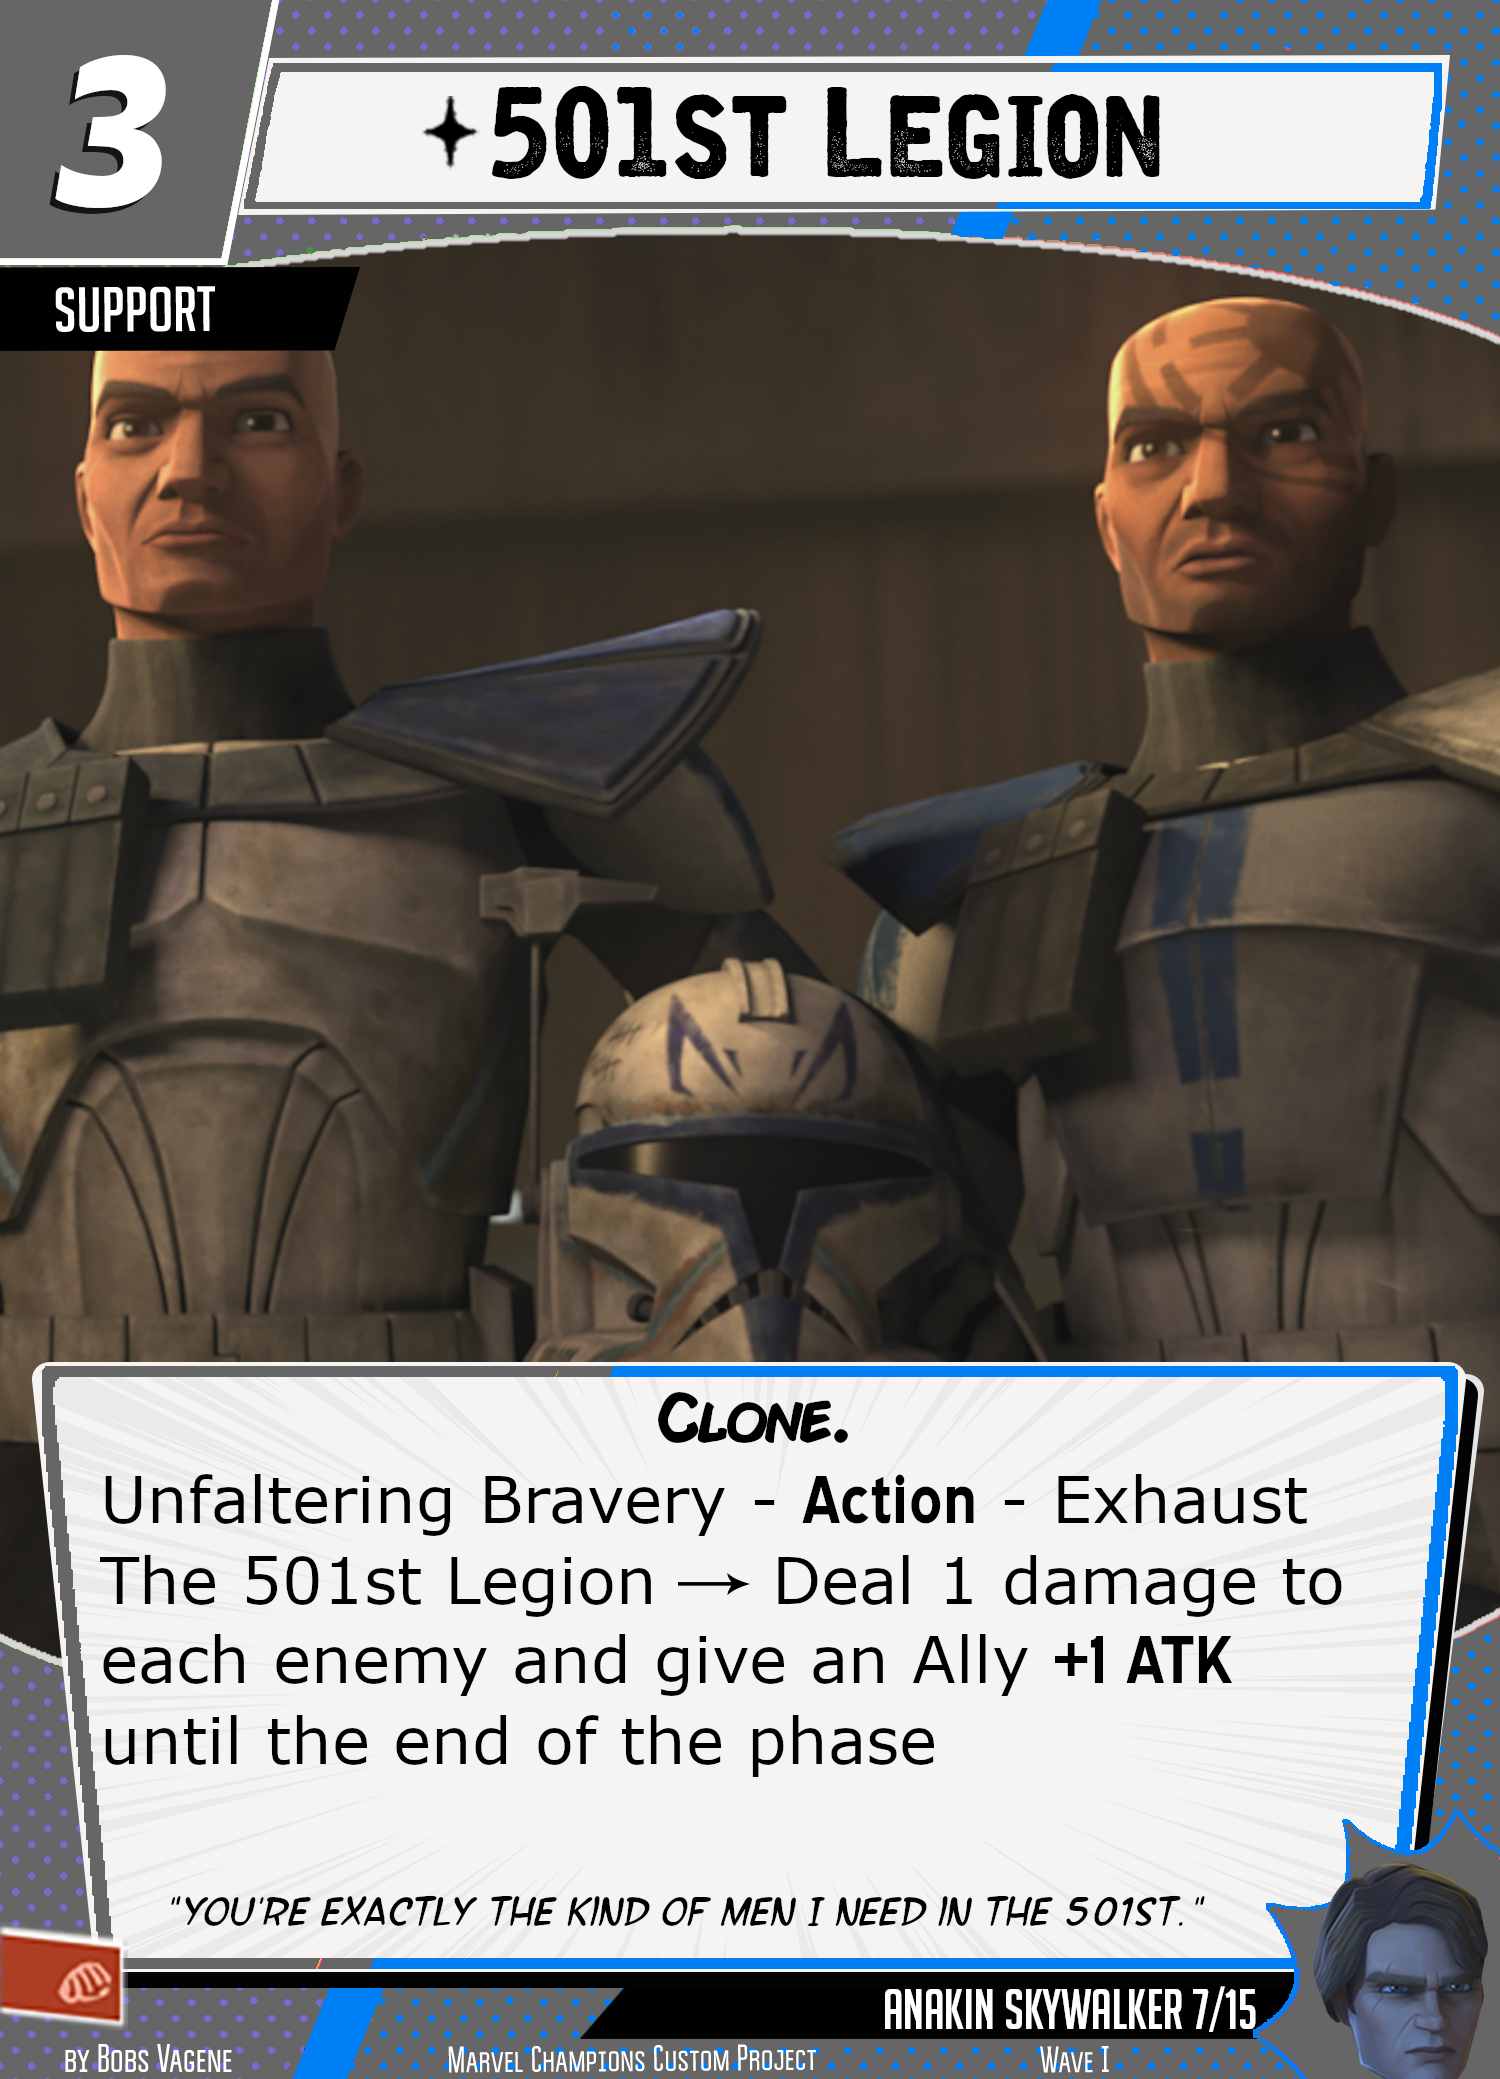 3
✦501st Legion
SUPPORT
Clone.
Unfaltering Bravery - Action - Exhaust
The 501st Legion → Deal 1 damage to
each enemy and give an Ally +1 ATK
until the end of the phase
"YOU'RE EXACTLY THE KIND OF MEN I NEED IN THE 501ST."
ANAKIN SKYWALKER 7/15
by Bobs Vagene
Marvel Champions Custom Project
Wave I